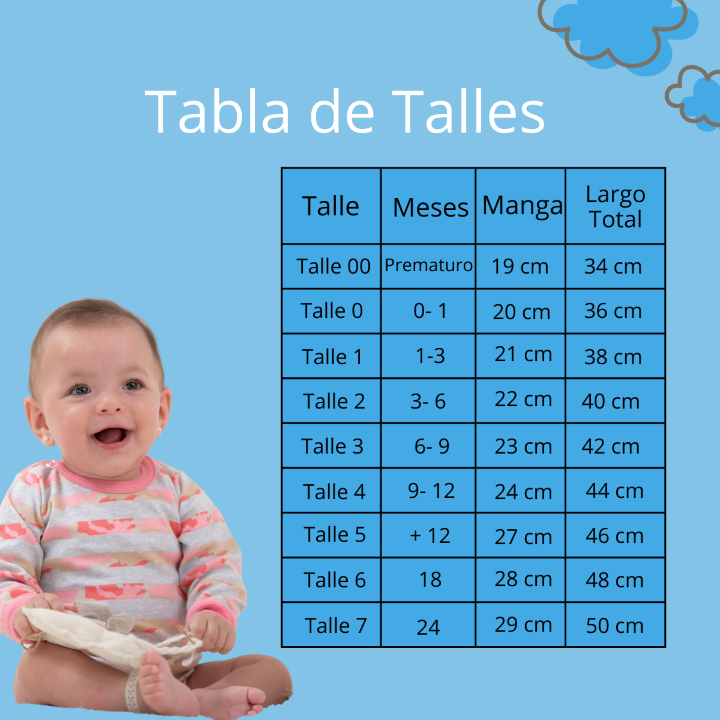 Tabla de Talles
Talle Meses Manga Largo Total
Talle 00 Prematuro 19 cm 34 cm
Talle 0 0- 1 20 cm 36 cm
Talle 1 1-3 21 cm 38 cm
Talle 2 3- 6 22 cm 40 cm
Talle 3 6- 9 23 cm 42 cm
Talle 4 9- 12 24 cm 44 cm
Talle 5 + 12 27 cm 46 cm
Talle 6 18 28 cm 48 cm
Talle 7 24 29 cm 50 cm